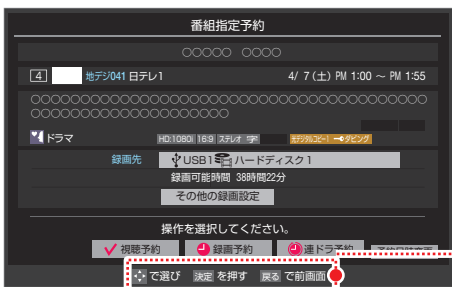 番組指定予約
○○○○○ ○○○○
4 地デジ041 日テレ1 4/ 7(土) PM 1:00 ～ PM 1:55
○○○○○○○○○○○○○○○○○○○○○○○○○○○○○○○○○○○○○○○○
○○○○○○○○○○○○○○○○○○○○
ドラマ HD:1080i 16:9 ステレオ 字 デジタルコピー1 ダビング
録画先 USB1 ハードディスク1
録画可能時間 38時間22分
その他の録画設定
操作を選択してください。
視聴予約 録画予約 連ドラ予約
で選び 決定 を押す 戻る で前画面